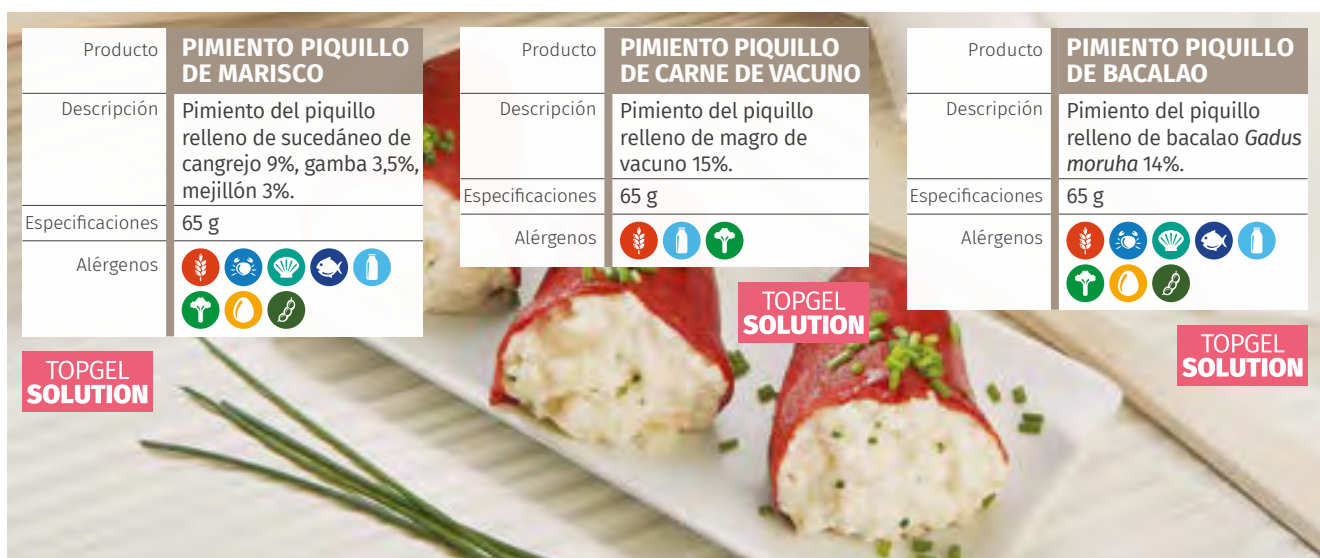 Producto
PIMIENTO PIQUILLO
DE MARISCO
Descripción
Pimiento del piquillo
relleno de sucedáneo de
cangrejo 9%, gamba 3,5%,
mejillón 3%.
Especificaciones
65 g
Alérgenos
TOPGEL
SOLUTION
Producto
PIMIENTO PIQUILLO
DE CARNE DE VACUNO
Descripción
Pimiento del piquillo
relleno de magro de
vacuno 15%.
Especificaciones
65 g
Alérgenos
TOPGEL
SOLUTION
Producto
PIMIENTO PIQUILLO
DE BACALAO
Descripción
Pimiento del piquillo
relleno de bacalao Gadus
moruha 14%.
Especificaciones
65 g
Alérgenos
TOPGEL
SOLUTION